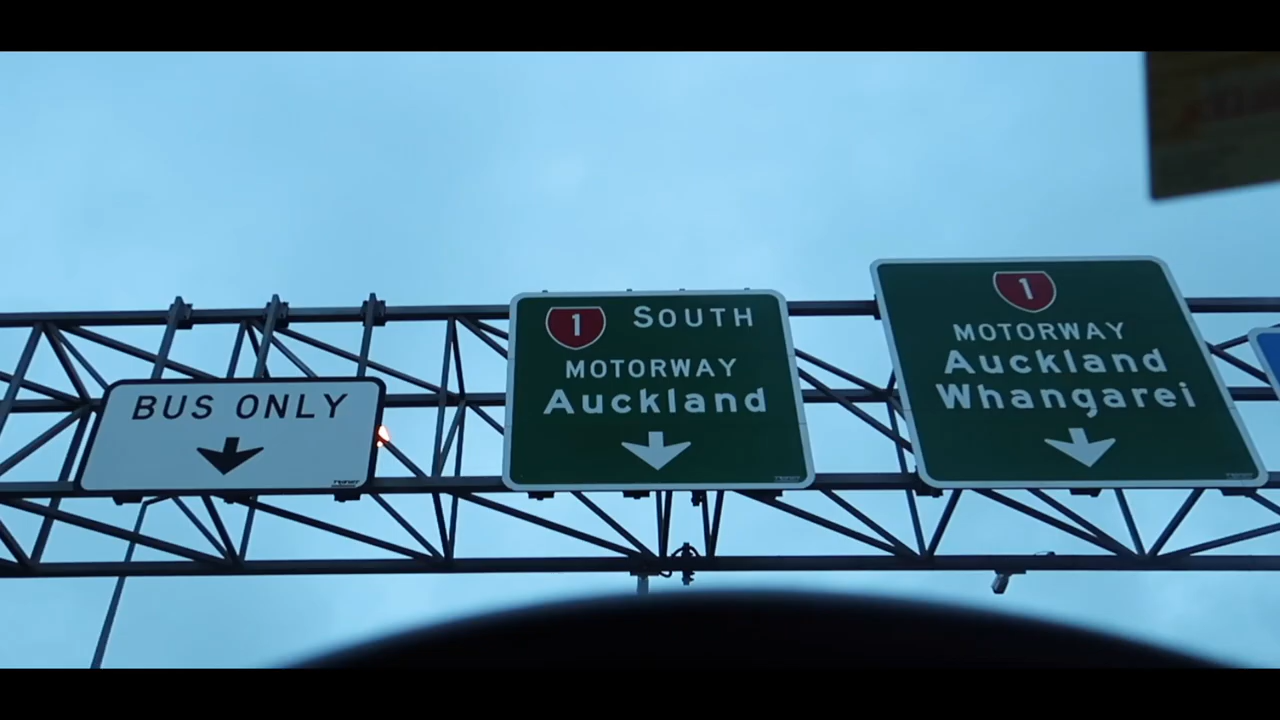 BUS ONLY
1 SOUTH
MOTORWAY
Auckland
1
MOTORWAY
Auckland
Whangarei